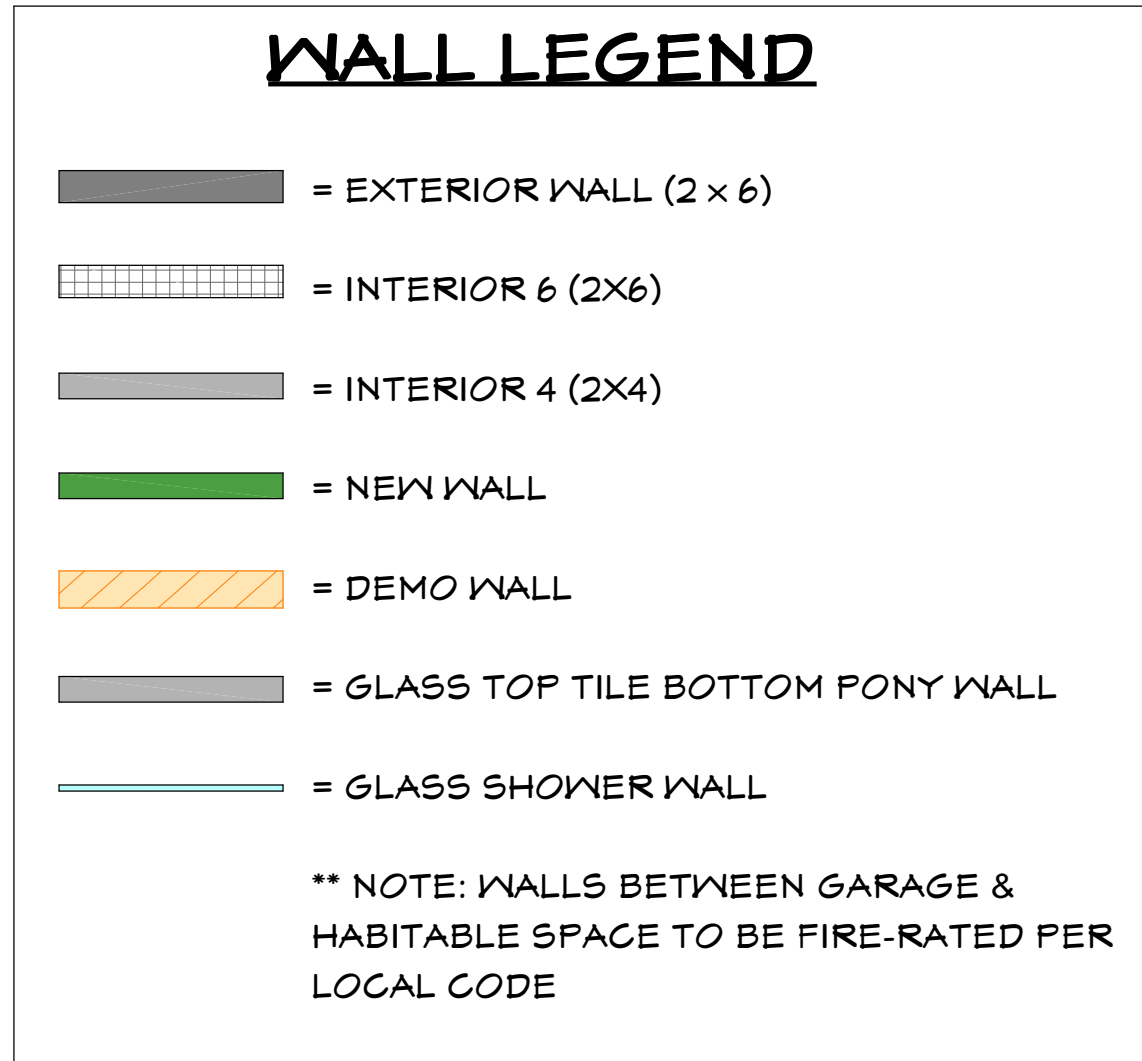 WALL LEGEND
= EXTERIOR WALL (2 x 6)
= INTERIOR 6 (2X6)
= INTERIOR 4 (2X4)
= NEW WALL
= DEMO WALL
= GLASS TOP TILE BOTTOM PONY WALL
= GLASS SHOWER WALL
** NOTE: WALLS BETWEEN GARAGE &
HABITABLE SPACE TO BE FIRE-RATED PER
LOCAL CODE